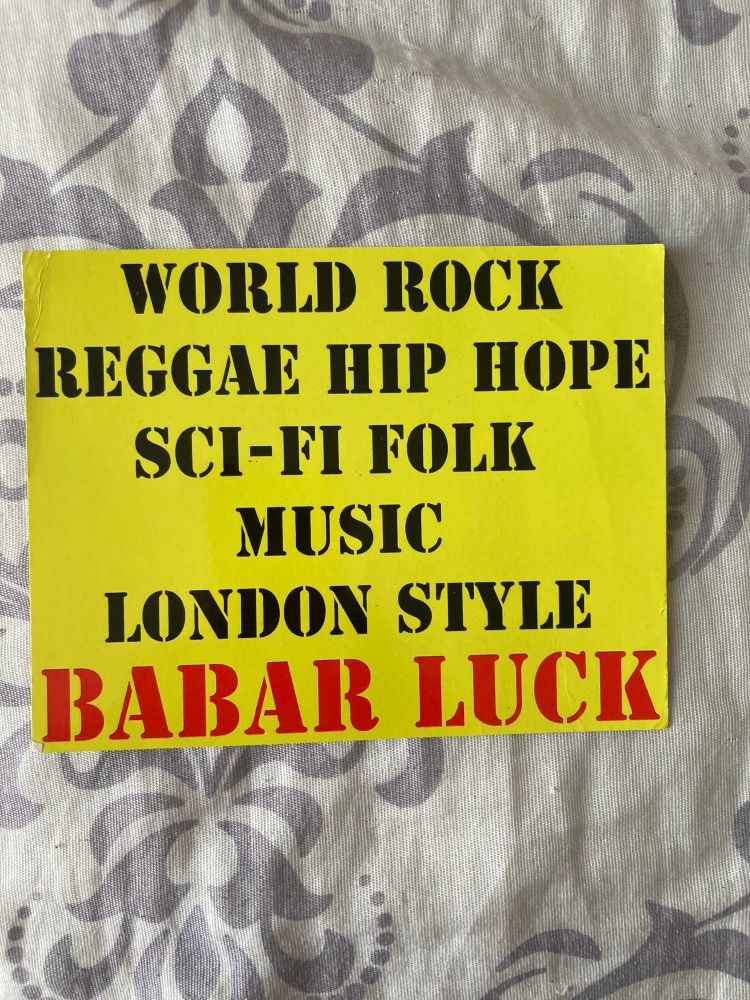 WORLD ROCK
REGGAE HIP HOPE
SCI-FI FOLK
MUSIC
LONDON STYLE
BABAR LUCK